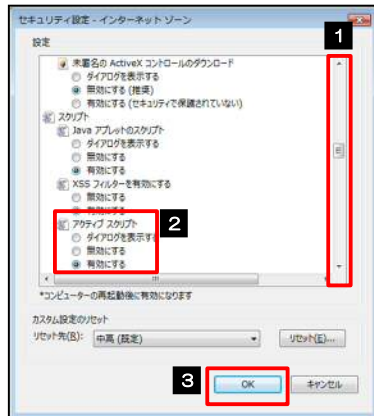 セキュリティ設定 - インターネット ゾーン
1
設定
未署名の ActiveX コントロールのダウンロード
ダイアログを表示する
無効にする (推奨)
有効にする (セキュリティで保護されていない)
スクリプト
Java アプレットのスクリプト
ダイアログを表示する
無効にする
有効にする
XSS フィルターを有効にする
無効にする
有効にする
2
アクティブ スクリプト
ダイアログを表示する
無効にする
有効にする
*コンピューターの再起動後に有効になります
カスタム設定のリセット
リセット先(R):
中高 (既定)
リセット(E)...
3
OK
キャンセル